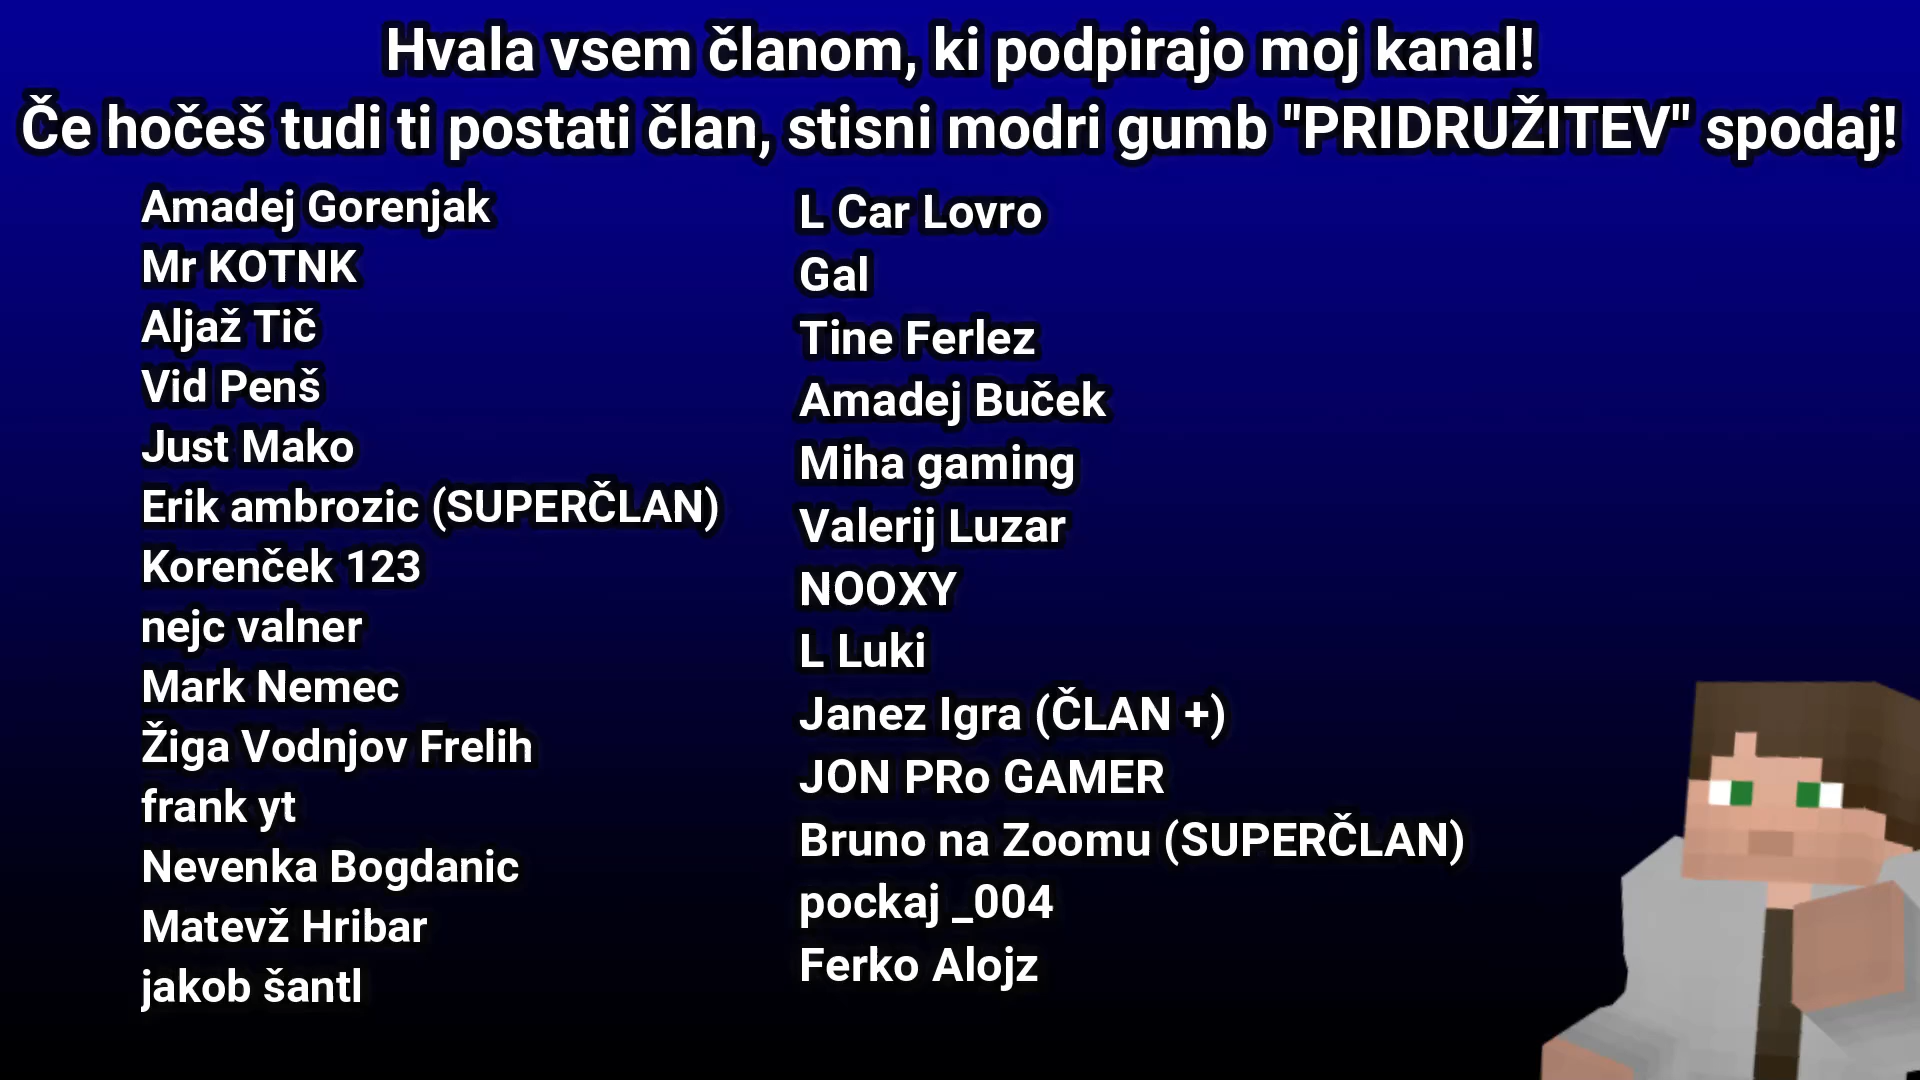 Hvala vsem članom, ki podpirajo moj kanal!
Če hočeš tudi ti postati član, stisni modri gumb "PRIDRUŽITEV" spodaj!
Amadej Gorenjak
Mr KOTNK
Aljaž Tič
Vid Penš
Just Mako
Erik ambrozic (SUPERČLAN)
Korenček 123
nejc valner
Mark Nemec
Žiga Vodnjov Frelih
frank yt
Nevenka Bogdanic
Matevž Hribar
jakob šantl
L Car Lovro
Gal
Tine Ferlez
Amadej Buček
Miha gaming
Valerij Luzar
NOOXY
L Luki
Janez Igra (ČLAN +)
JON PRo GAMER
Bruno na Zoomu (SUPERČLAN)
pockaj _004
Ferko Alojz